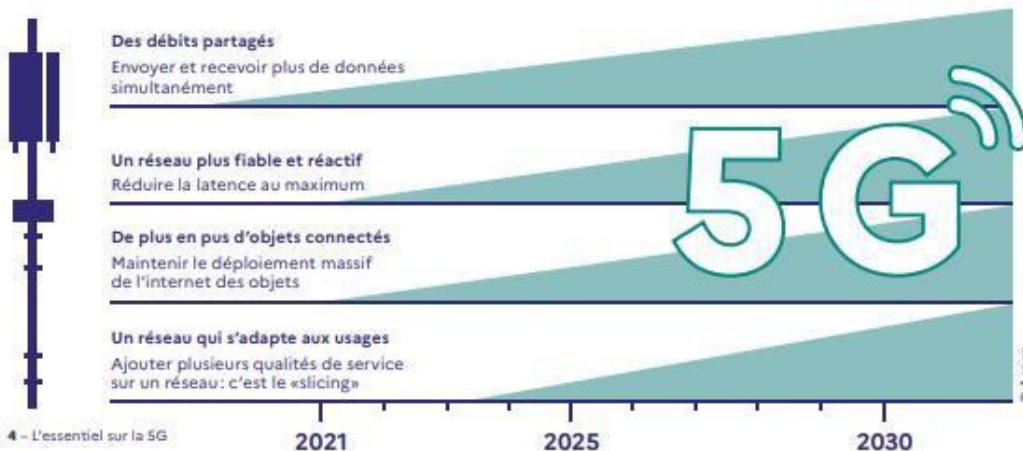 Des débits partagés
Envoyer et recevoir plus de données
simultanément
Un réseau plus fiable et réactif
Réduire la latence au maximum
5G
De plus en pus d'objets connectés
Maintenir le déploiement massif
de l'internet des objets
Un réseau qui s'adapte aux usages
Ajouter plusieurs qualités de service
sur un réseau: c'est le «slicing»
4 – L'essentiel sur la 5G
2021 2025 2030